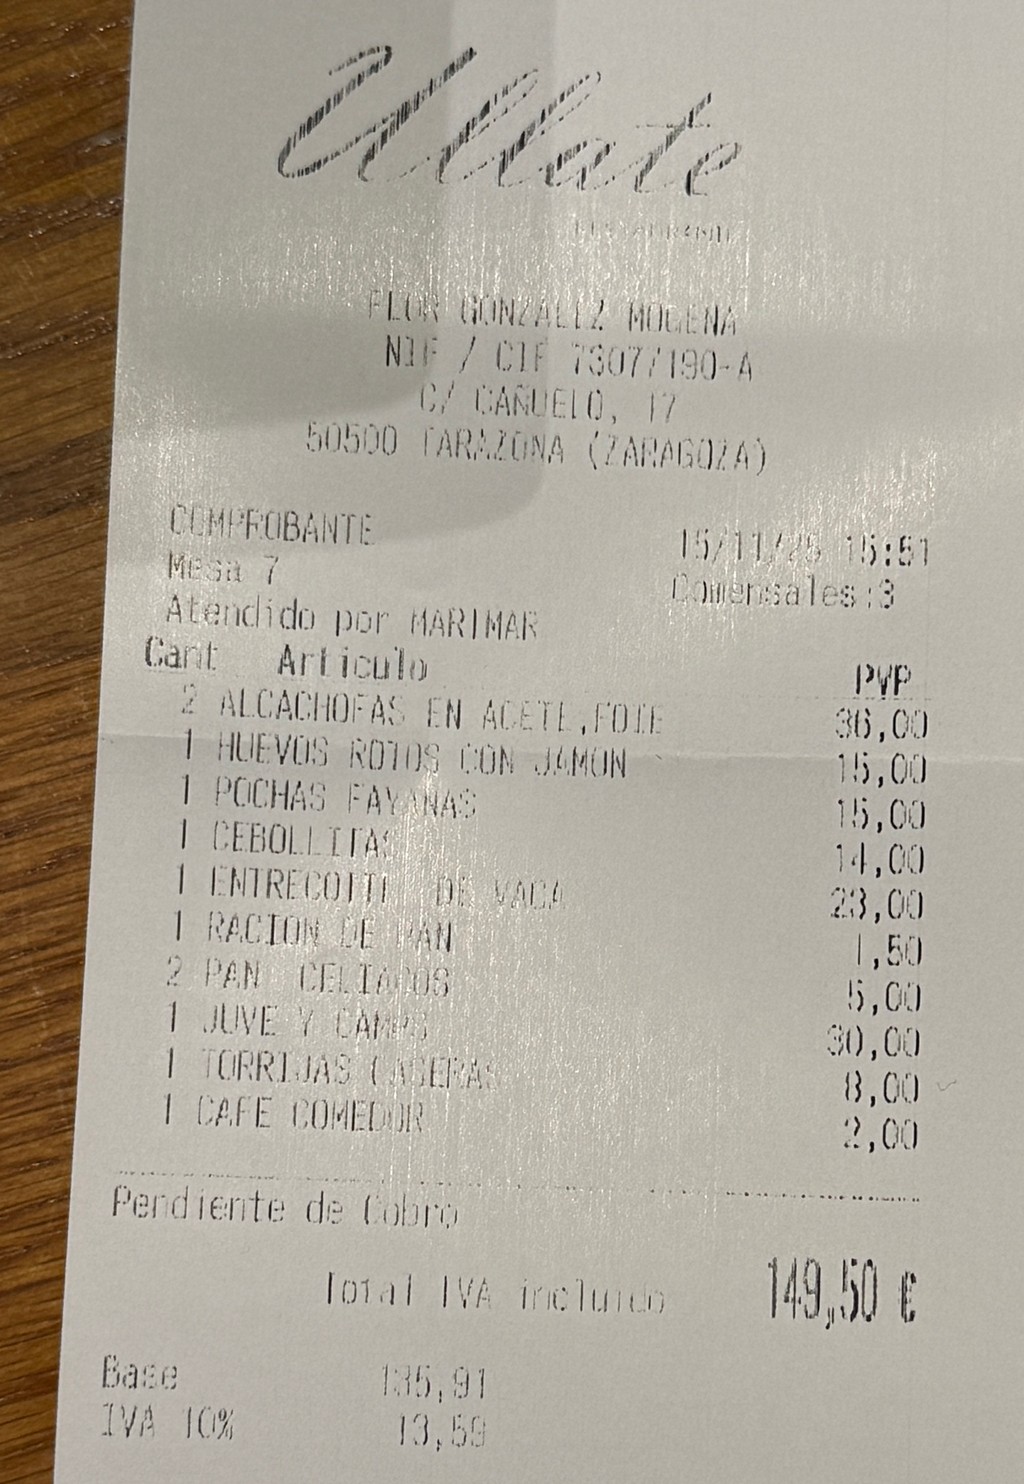 Ullate
RESTAURANTE
FLOR GONZALEZ MODENA
NIF / CIF 73077190-A
C/ CAÑUELO, 17
50500 TARAZONA (ZARAGOZA)
COMPROBANTE 15/11/25 15:51
Mesa 7 Comensales:3
Atendido por MARIMAR
Cant Artículo PVP
2 ALCACHOFAS EN ACETE,FOIE 36,00
1 HUEVOS ROTOS CON JAMON 15,00
1 POCHAS FAYANAS 15,00
1 CEBOLLITAS 14,00
1 ENTRECOTTE DE VACA 23,00
1 RACION DE PAN 1,50
2 PAN CELIACOS 5,00
1 JUVE Y CAMPS 30,00
1 TORRIJAS CASERAS 8,00
1 CAFE COMEDOR 2,00
Pendiente de Cobro
Total IVA incluido 149,50 €
Base 135,91
IVA 10% 13,59